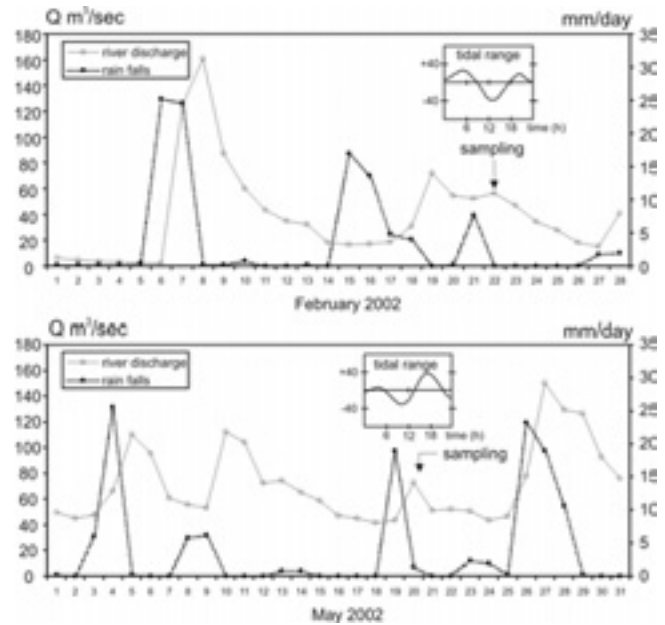 Q m³/sec mm/day
180 35
river discharge
rain falls
tidal range
+40
-40
6 12 18 time (h)
sampling
160 30
140 25
120 20
100 15
80
60 10
40 5
20
0 0
1 2 3 4 5 6 7 8 9 10 11 12 13 14 15 16 17 18 19 20 21 22 23 24 25 26 27 28
February 2002
Q m³/sec mm/day
180 35
river discharge
rain falls
tidal range
+40
-40
6 12 18 time (h)
sampling
160 30
140 25
120 20
100 15
80
60 10
40 5
20
0 0
1 2 3 4 5 6 7 8 9 10 11 12 13 14 15 16 17 18 19 20 21 22 23 24 25 26 27 28 29 30 31
May 2002